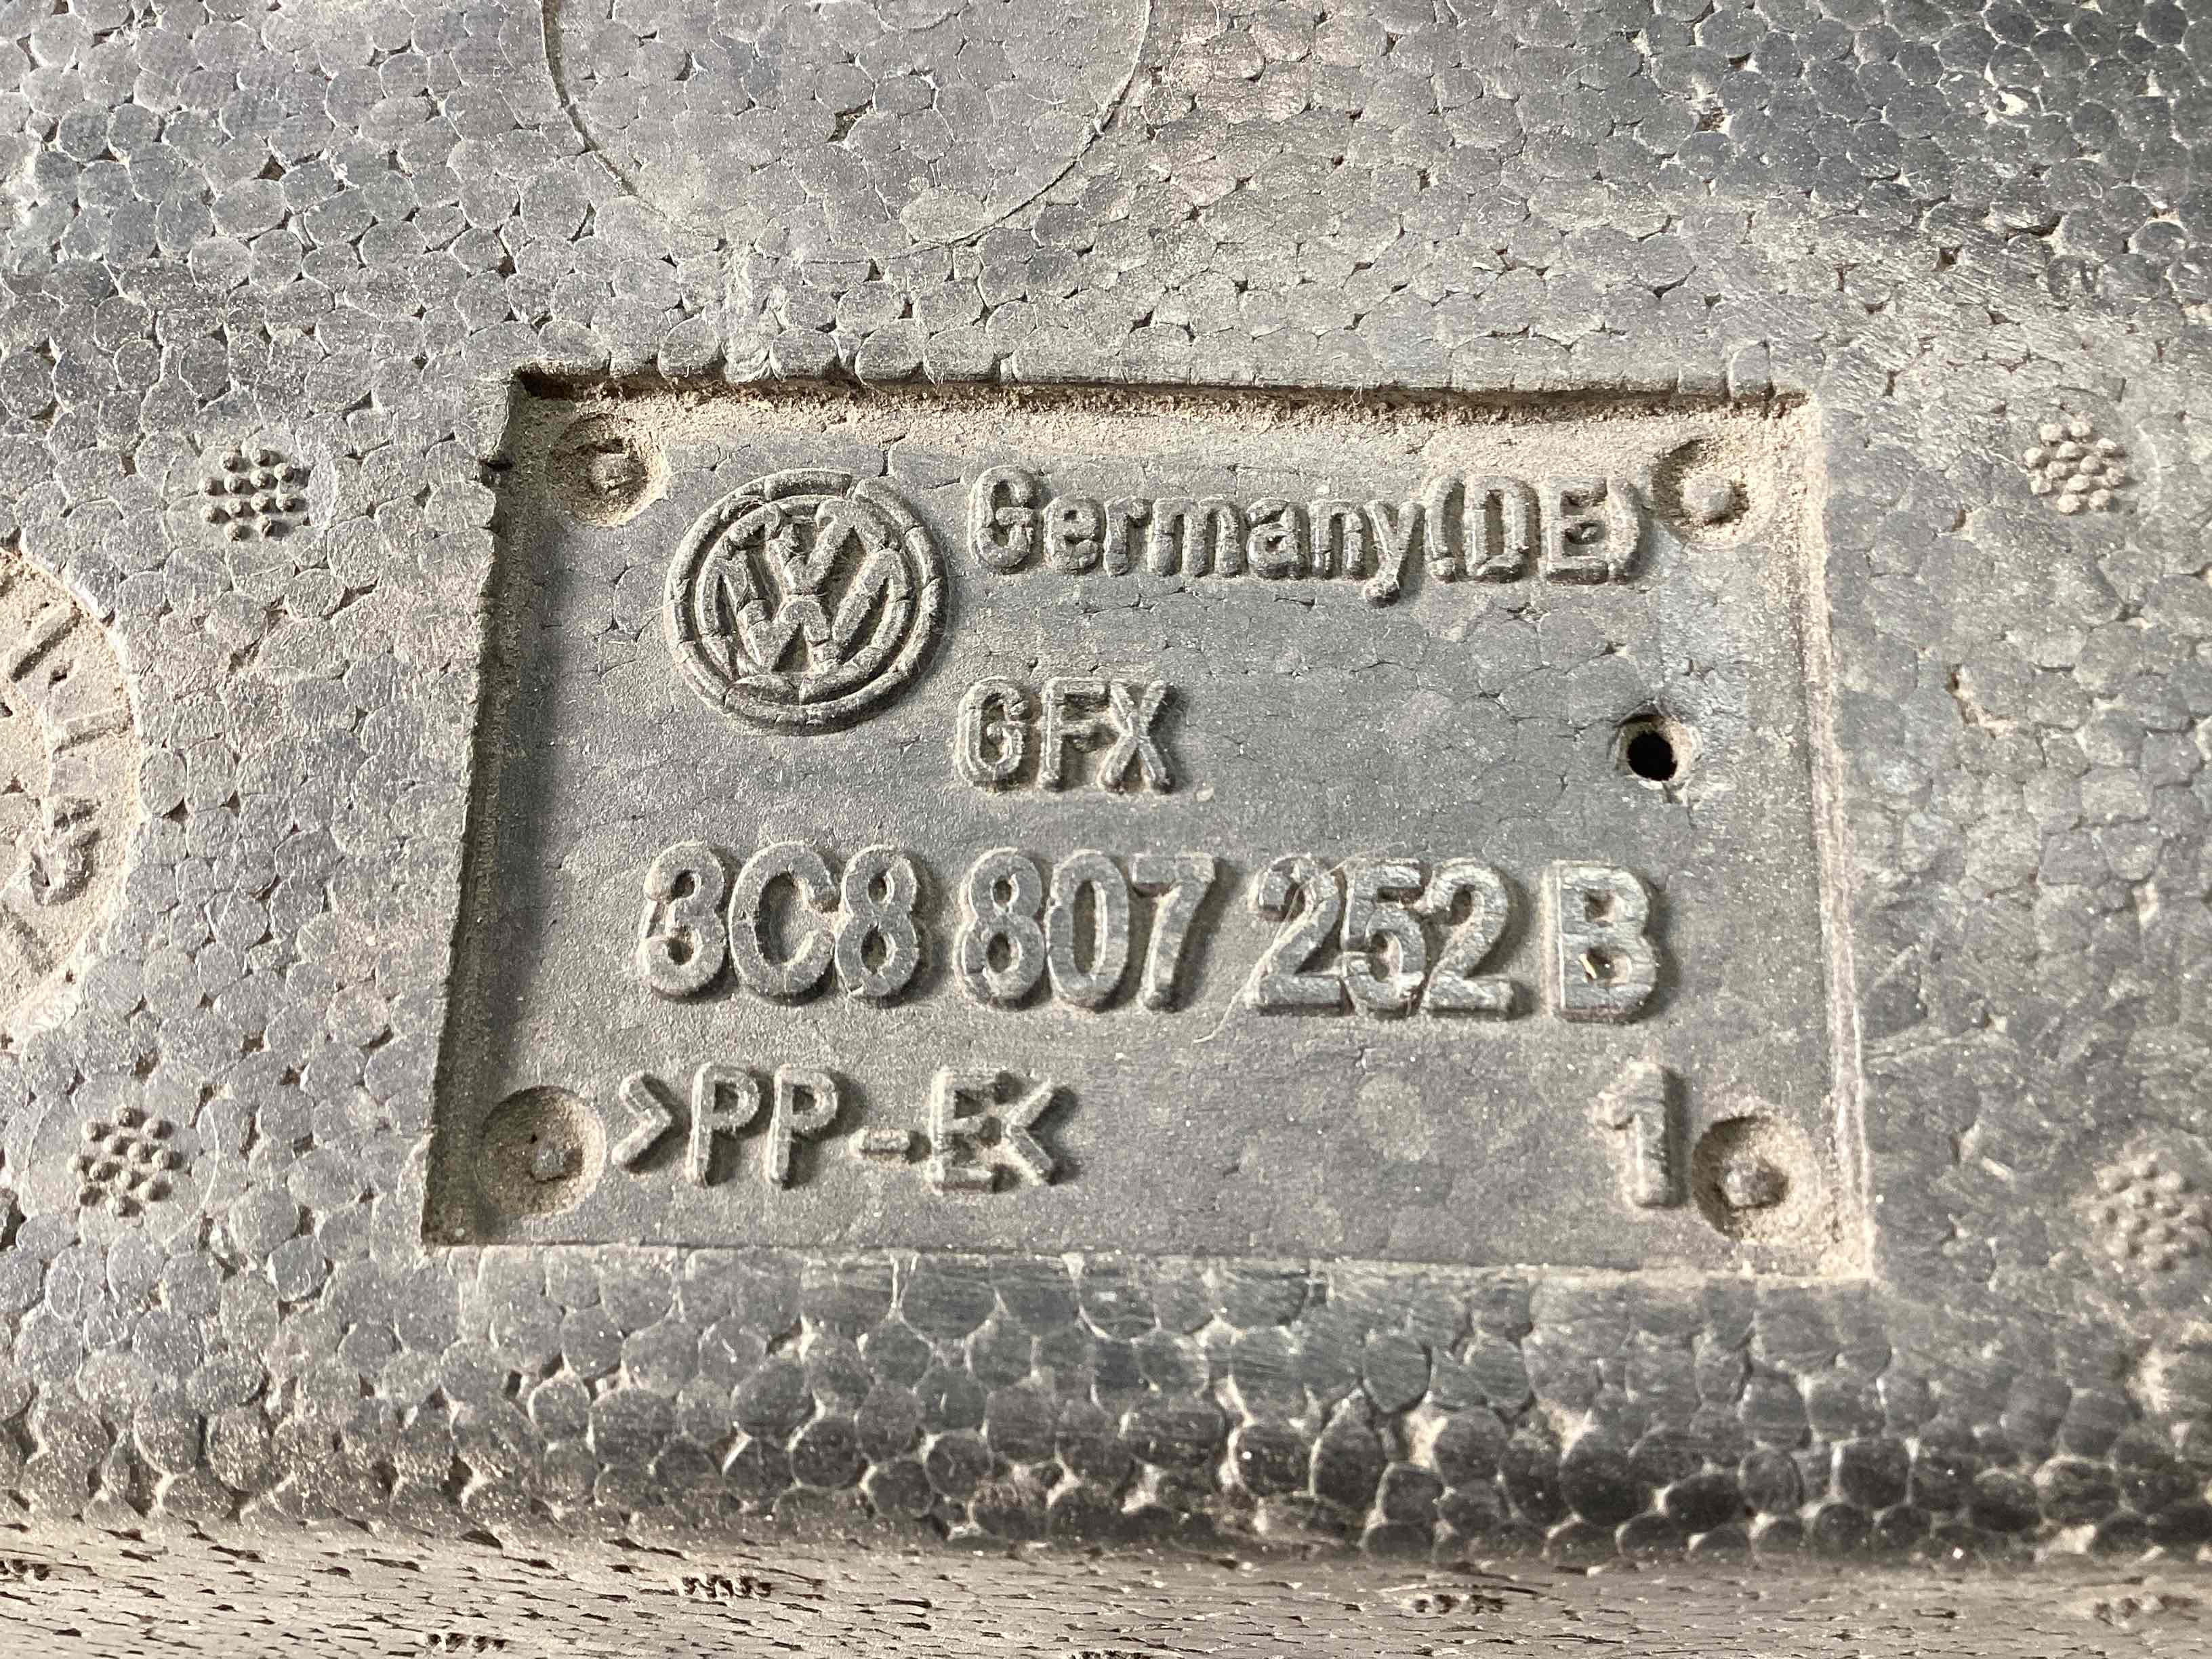 Germany(DE)
GFX
3C8 807 252 B
>PP-E<
1